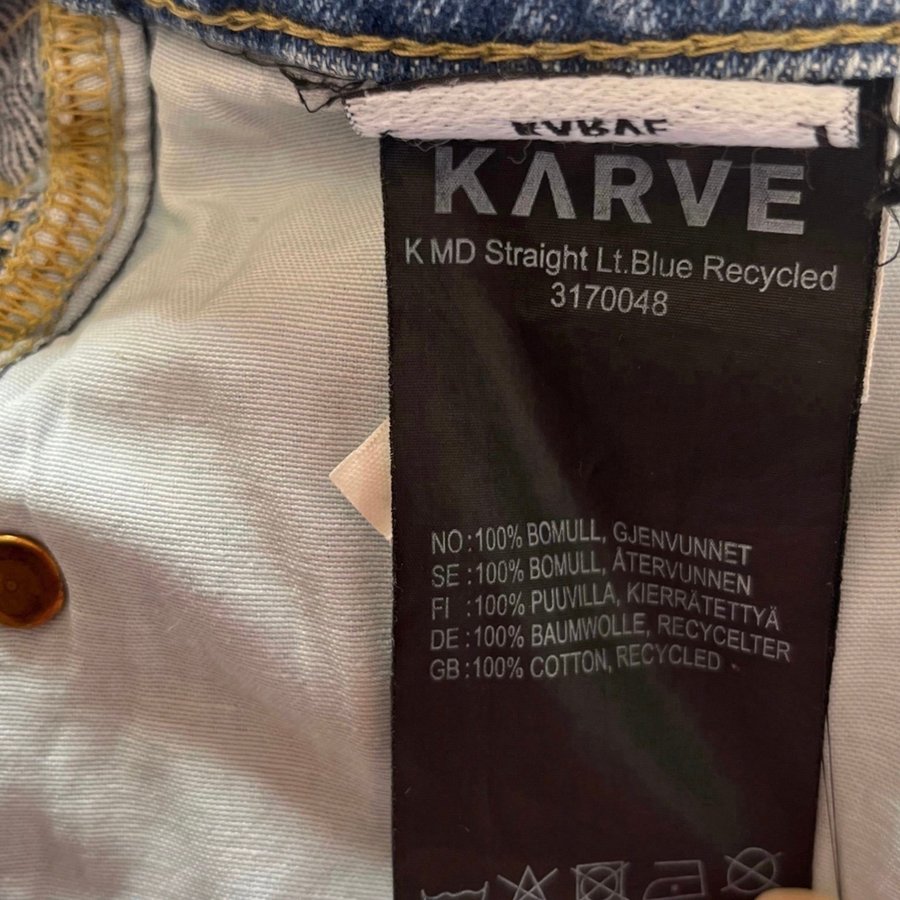 KARVE
KARVE
K MD Straight Lt.Blue Recycled
3170048
NO:100% BOMULL, GJENVUNNET
SE:100% BOMULL, ÅTERVUNNEN
FI :100% PUUVILLA, KIERRÄTETTYÄ
DE:100% BAUMWOLLE, RECYCELTER
GB:100% COTTON, RECYCLED